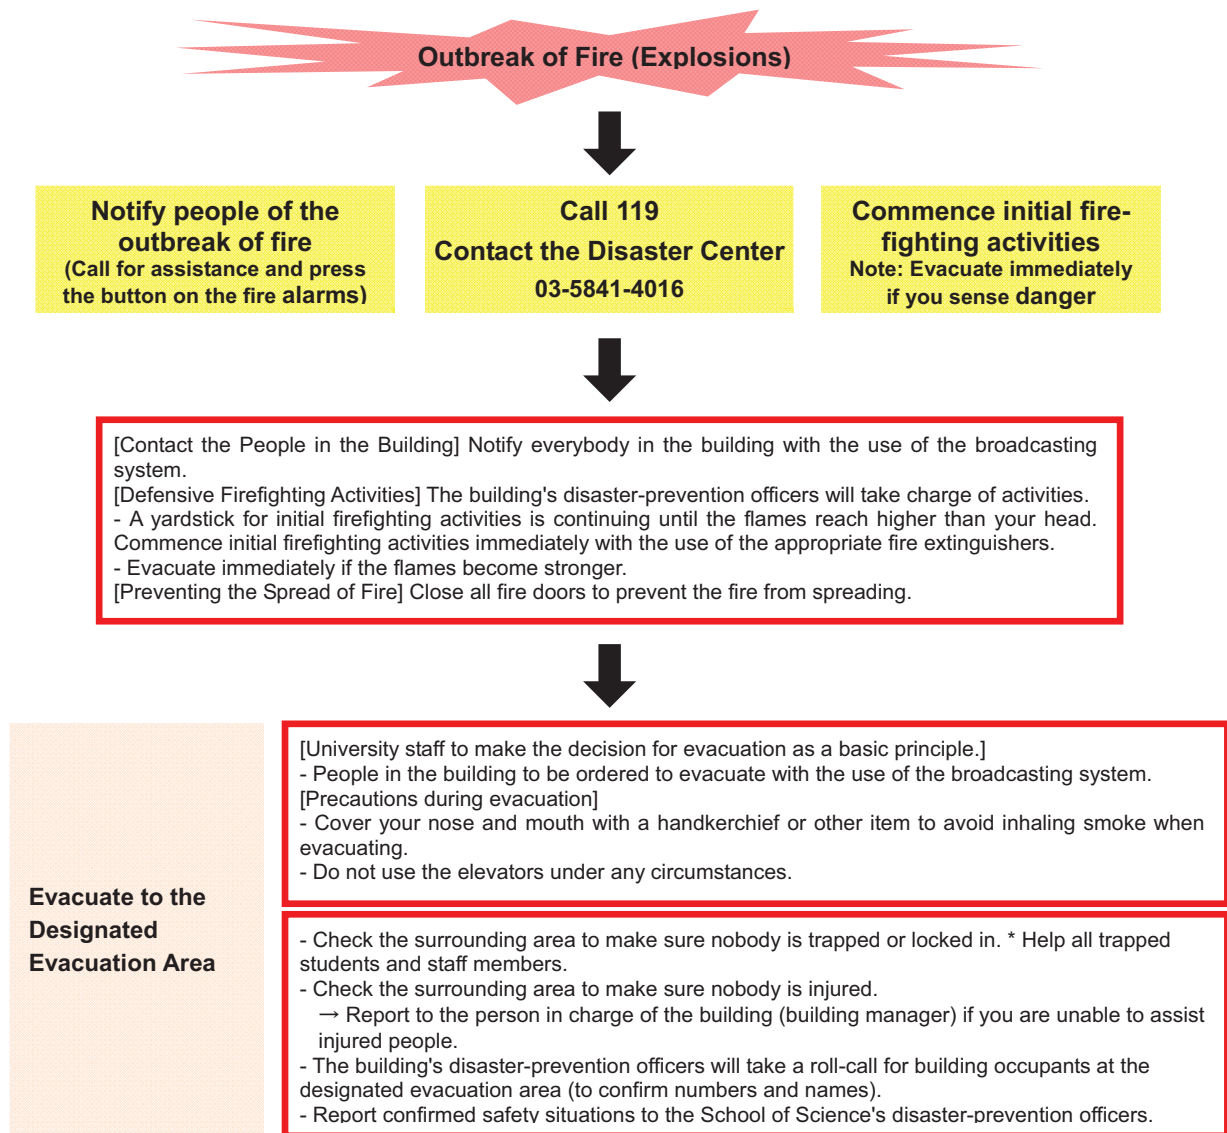 Outbreak of Fire (Explosions)
Notify people of the
outbreak of fire
(Call for assistance and press
the button on the fire alarms)
Call 119
Contact the Disaster Center
03-5841-4016
Commence initial fire-
fighting activities
Note: Evacuate immediately
if you sense danger
[Contact the People in the Building] Notify everybody in the building with the use of the broadcasting
system.
[Defensive Firefighting Activities] The building's disaster-prevention officers will take charge of activities.
- A yardstick for initial firefighting activities is continuing until the flames reach higher than your head.
Commence initial firefighting activities immediately with the use of the appropriate fire extinguishers.
- Evacuate immediately if the flames become stronger.
[Preventing the Spread of Fire] Close all fire doors to prevent the fire from spreading.
Evacuate to the
Designated
Evacuation Area
[University staff to make the decision for evacuation as a basic principle.]
- People in the building to be ordered to evacuate with the use of the broadcasting system.
[Precautions during evacuation]
- Cover your nose and mouth with a handkerchief or other item to avoid inhaling smoke when
evacuating.
- Do not use the elevators under any circumstances.
- Check the surrounding area to make sure nobody is trapped or locked in. * Help all trapped
students and staff members.
- Check the surrounding area to make sure nobody is injured.
→ Report to the person in charge of the building (building manager) if you are unable to assist
injured people.
- The building's disaster-prevention officers will take a roll-call for building occupants at the
designated evacuation area (to confirm numbers and names).
- Report confirmed safety situations to the School of Science's disaster-prevention officers.